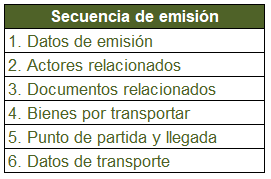 Secuencia de emisión
1. Datos de emisión
2. Actores relacionados
3. Documentos relacionados
4. Bienes por transportar
5. Punto de partida y llegada
6. Datos de transporte